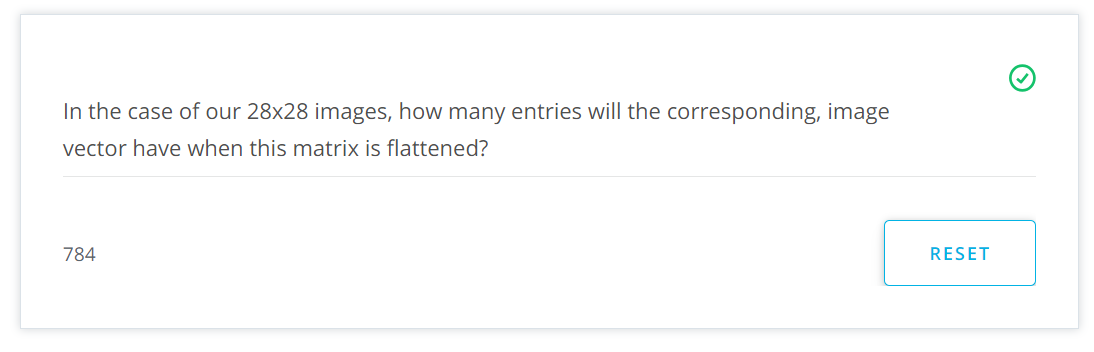 In the case of our 28x28 images, how many entries will the corresponding, image
vector have when this matrix is flattened?
784
RESET